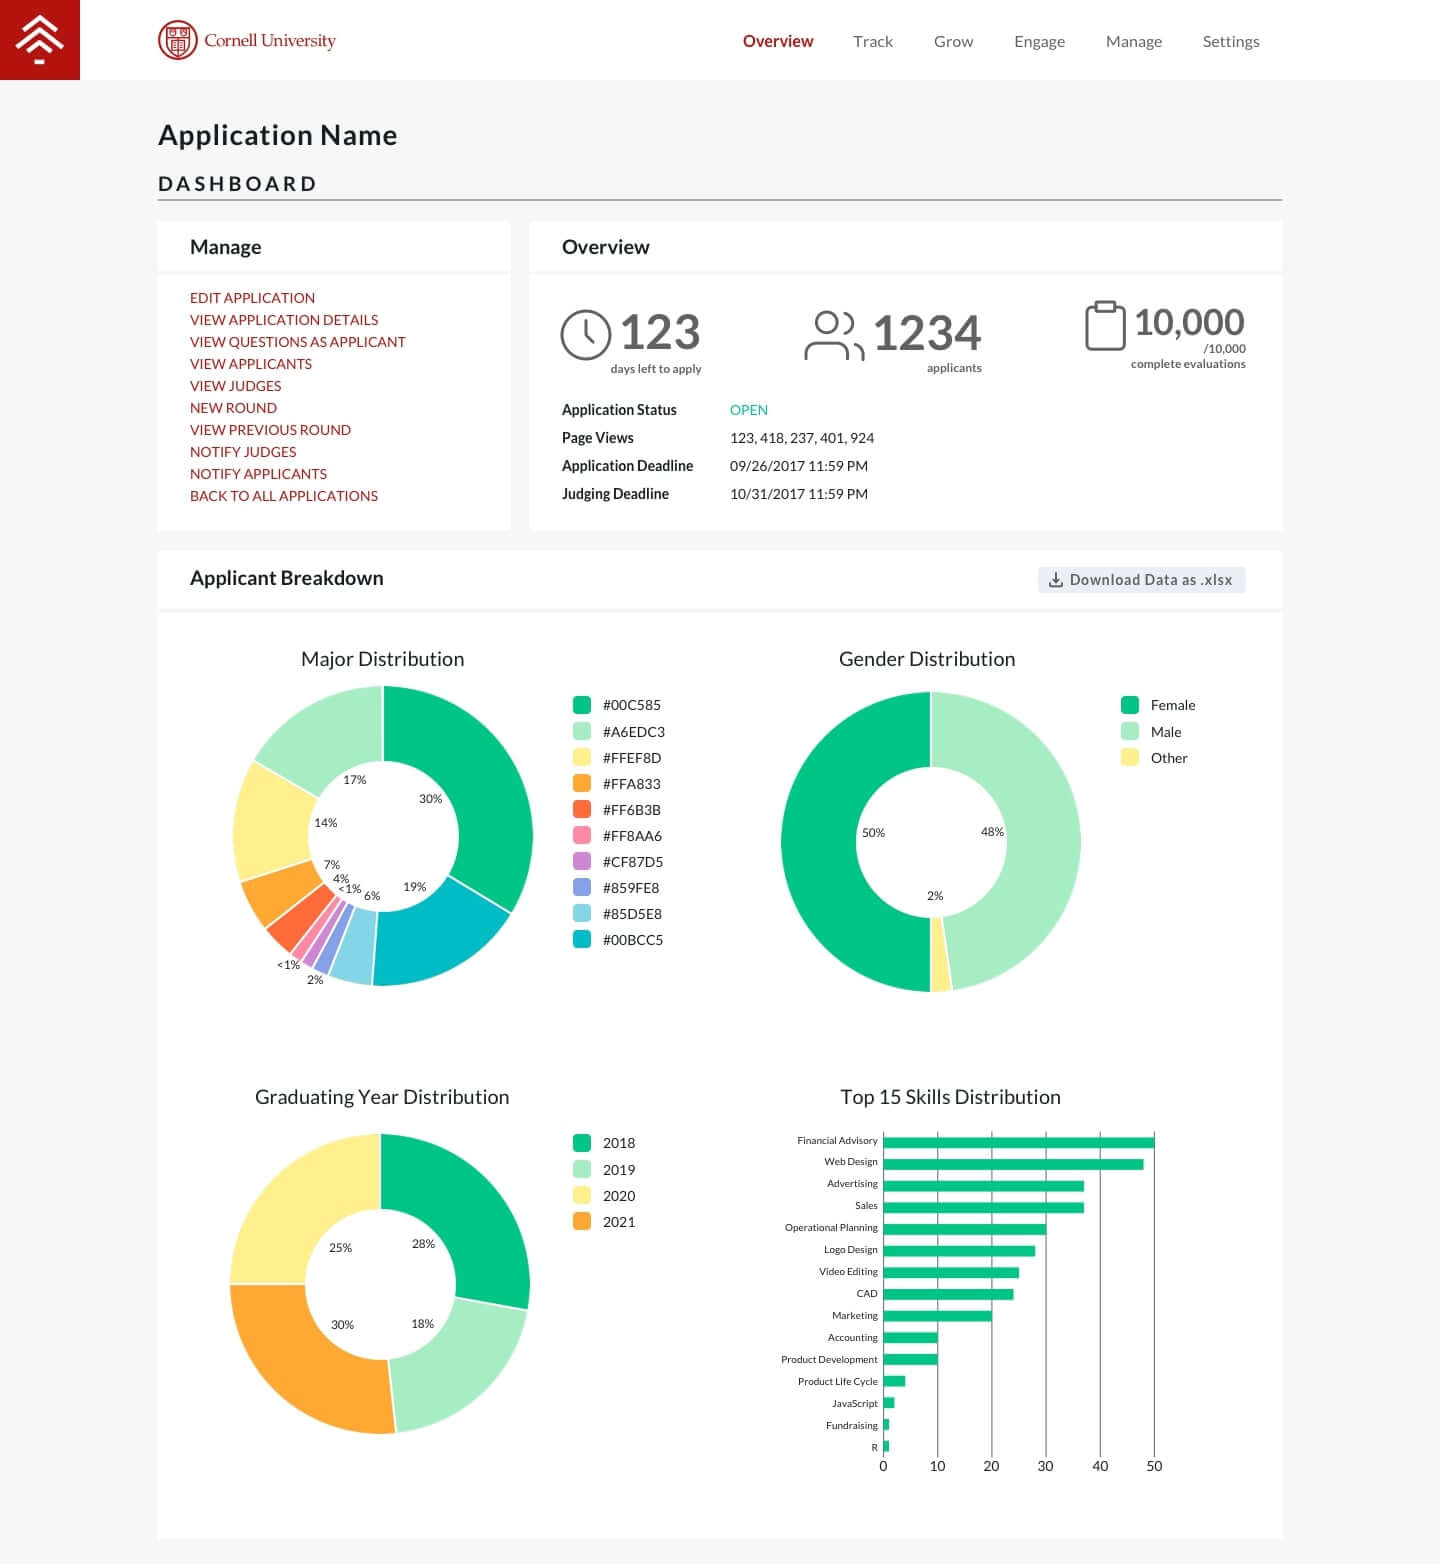 Cornell University
Overview Track Grow Engage Manage Settings
Application Name
DASHBOARD
Manage
EDIT APPLICATION
VIEW APPLICATION DETAILS
VIEW QUESTIONS AS APPLICANT
VIEW APPLICANTS
VIEW JUDGES
NEW ROUND
VIEW PREVIOUS ROUND
NOTIFY JUDGES
NOTIFY APPLICANTS
BACK TO ALL APPLICATIONS
Overview
123
days left to apply
1234
applicants
10,000
/10,000
complete evaluations
Application Status OPEN
Page Views 123, 418, 237, 401, 924
Application Deadline 09/26/2017 11:59 PM
Judging Deadline 10/31/2017 11:59 PM
Applicant Breakdown
Download Data as .xlsx
Major Distribution
17%
30%
14%
7%
4%
<1%
6%
19%
<1%
2%
#00C585
#A6EDC3
#FFEF8D
#FFA833
#FF6B3B
#FF8AA6
#CF87D5
#859FE8
#85D5E8
#00BCC5
Gender Distribution
50%
48%
2%
Female
Male
Other
Graduating Year Distribution
25%
28%
30%
18%
2018
2019
2020
2021
Top 15 Skills Distribution
Financial Advisory
Web Design
Advertising
Sales
Operational Planning
Logo Design
Video Editing
CAD
Marketing
Accounting
Product Development
Product Life Cycle
JavaScript
Fundraising
R
0 10 20 30 40 50